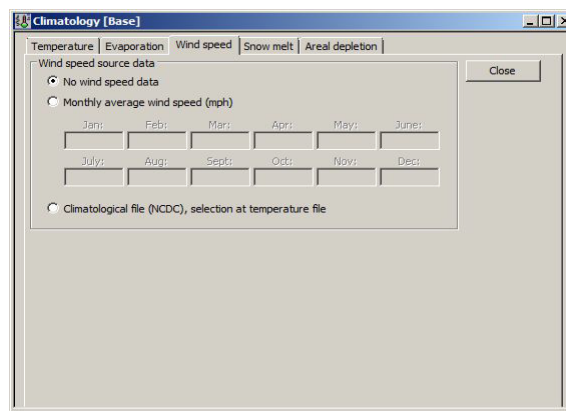 Climatology [Base]
Temperature Evaporation Wind speed Snow melt Areal depletion
Wind speed source data
Close
No wind speed data
Monthly average wind speed (mph)
Jan: Feb: Mar: Apr: May: June:
July: Aug: Sept: Oct: Nov: Dec:
Climatological file (NCDC), selection at temperature file